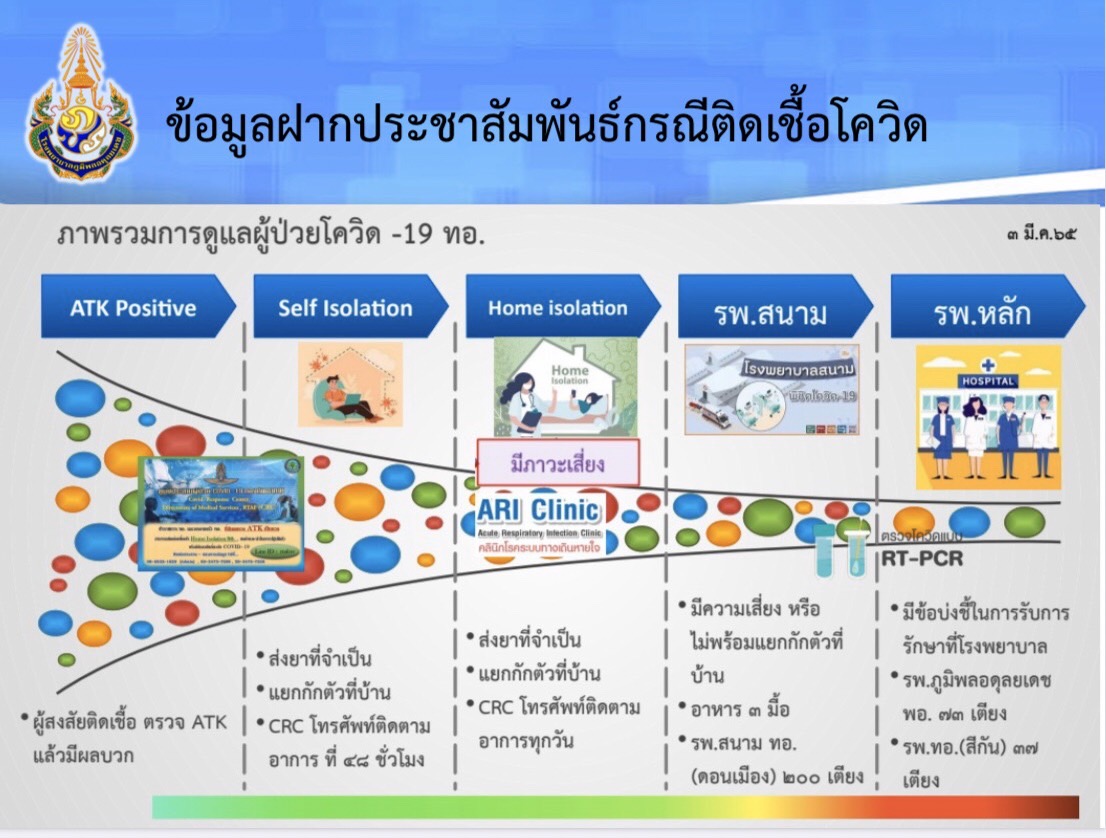 ข้อมูลฝากประชาสัมพันธ์กรณีติดเชื้อโควิด
ภาพรวมการดูแลผู้ป่วยโควิด -19 ทอ.
๓ มี.ค.๖๕
ATK Positive
Self Isolation
Home isolation
รพ.สนาม
รพ.หลัก
Home
Isolation
โรงพยาบาลสนาม
HOSPITAL
มีภาวะเสี่ยง
ARI Clinic
Acute Respiratory Infection Clinic
คลินิกโรคระบบทางเดินหายใจ
ตรวจโควิดแบบ
RT-PCR
•ผู้สงสัยติดเชื้อ ตรวจ ATK
แล้วมีผลบวก
•ส่งยาที่จำเป็น
•แยกกักตัวที่บ้าน
•CRC โทรศัพท์ติดตาม
อาการ ที่ ๔๘ ชั่วโมง
•ส่งยาที่จำเป็น
•แยกกักตัวที่บ้าน
•CRC โทรศัพท์ติดตาม
อาการทุกวัน
•มีความเสี่ยง หรือ
ไม่พร้อมแยกกักตัวที่
บ้าน
•อาหาร ๓ มื้อ
•รพ.สนาม ทอ.
(ดอนเมือง) ๒๐๐ เตียง
•มีข้อบ่งชี้ในการรับการ
รักษาที่โรงพยาบาล
•รพ.ภูมิพลอดุลยเดช
พอ. ๗๓ เตียง
•รพ.ทอ.(สีกัน) ๓๗
เตียง